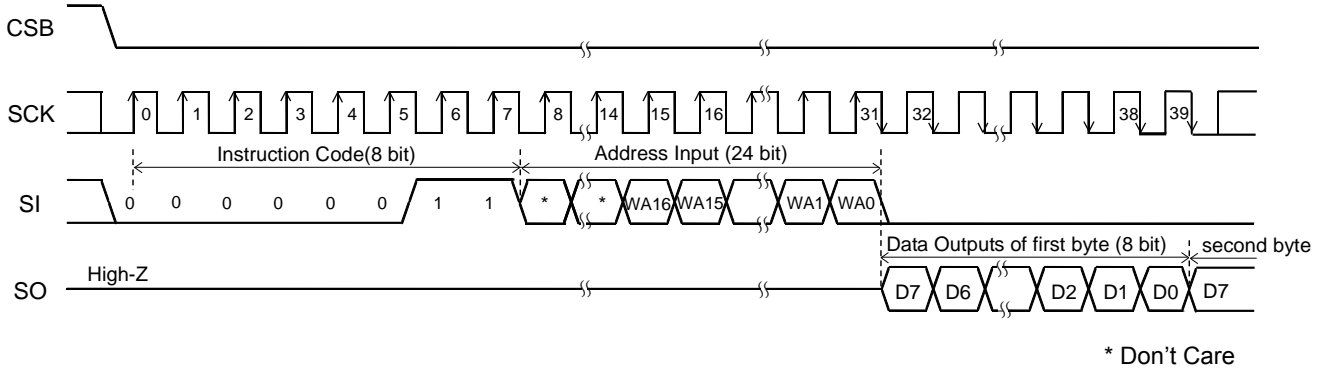 CSB
SCK 0 1 2 3 4 5 6 7 8 14 15 16 31 32 38 39
Instruction Code(8 bit) Address Input (24 bit)
SI 0 0 0 0 0 0 1 1 * * WA16 WA15 WA1 WA0
Data Outputs of first byte (8 bit) second byte
High-Z
SO D7 D6 D2 D1 D0 D7
* Don't Care